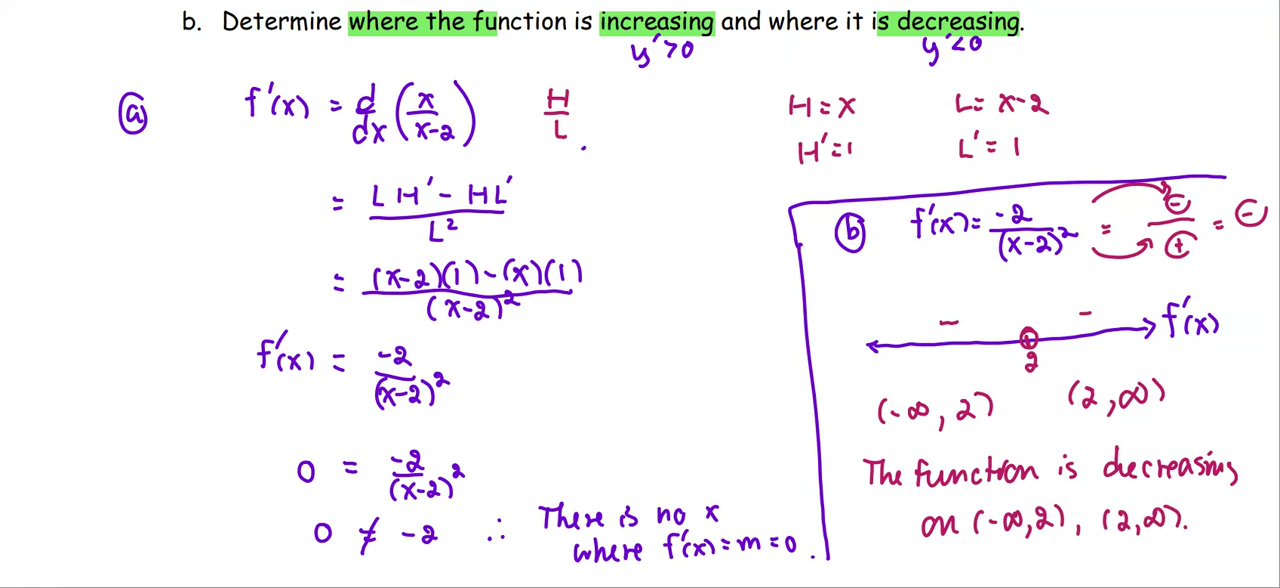 b. Determine where the function is increasing and where it is decreasing.
y'>0 y'<0
ⓐ f'(x) = d/dx (x/(x-2)) H/L
H = x L = x-2
H' = 1 L' = 1
= (LH' - HL')/L²
= ((x-2)(1) - (x)(1))/(x-2)²
f'(x) = -2/(x-2)²
0 = -2/(x-2)²
0 ≠ -2 ∴ There is no x
where f'(x) = m = 0.
ⓑ f'(x) = -2/(x-2)² = ⊖/⊕ = ⊖
- - f'(x)
2
(-∞, 2) (2, ∞)
The function is decreasing
on (-∞, 2), (2, ∞).